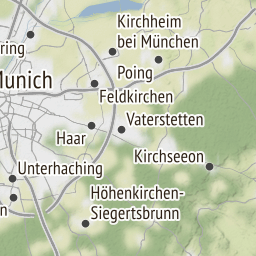 Kirchheim
bei München
ring
Poing
Munich
Feldkirchen
Vaterstetten
Haar
Kirchseeon
Unterhaching
Höhenkirchen-
Siegertsbrunn
n